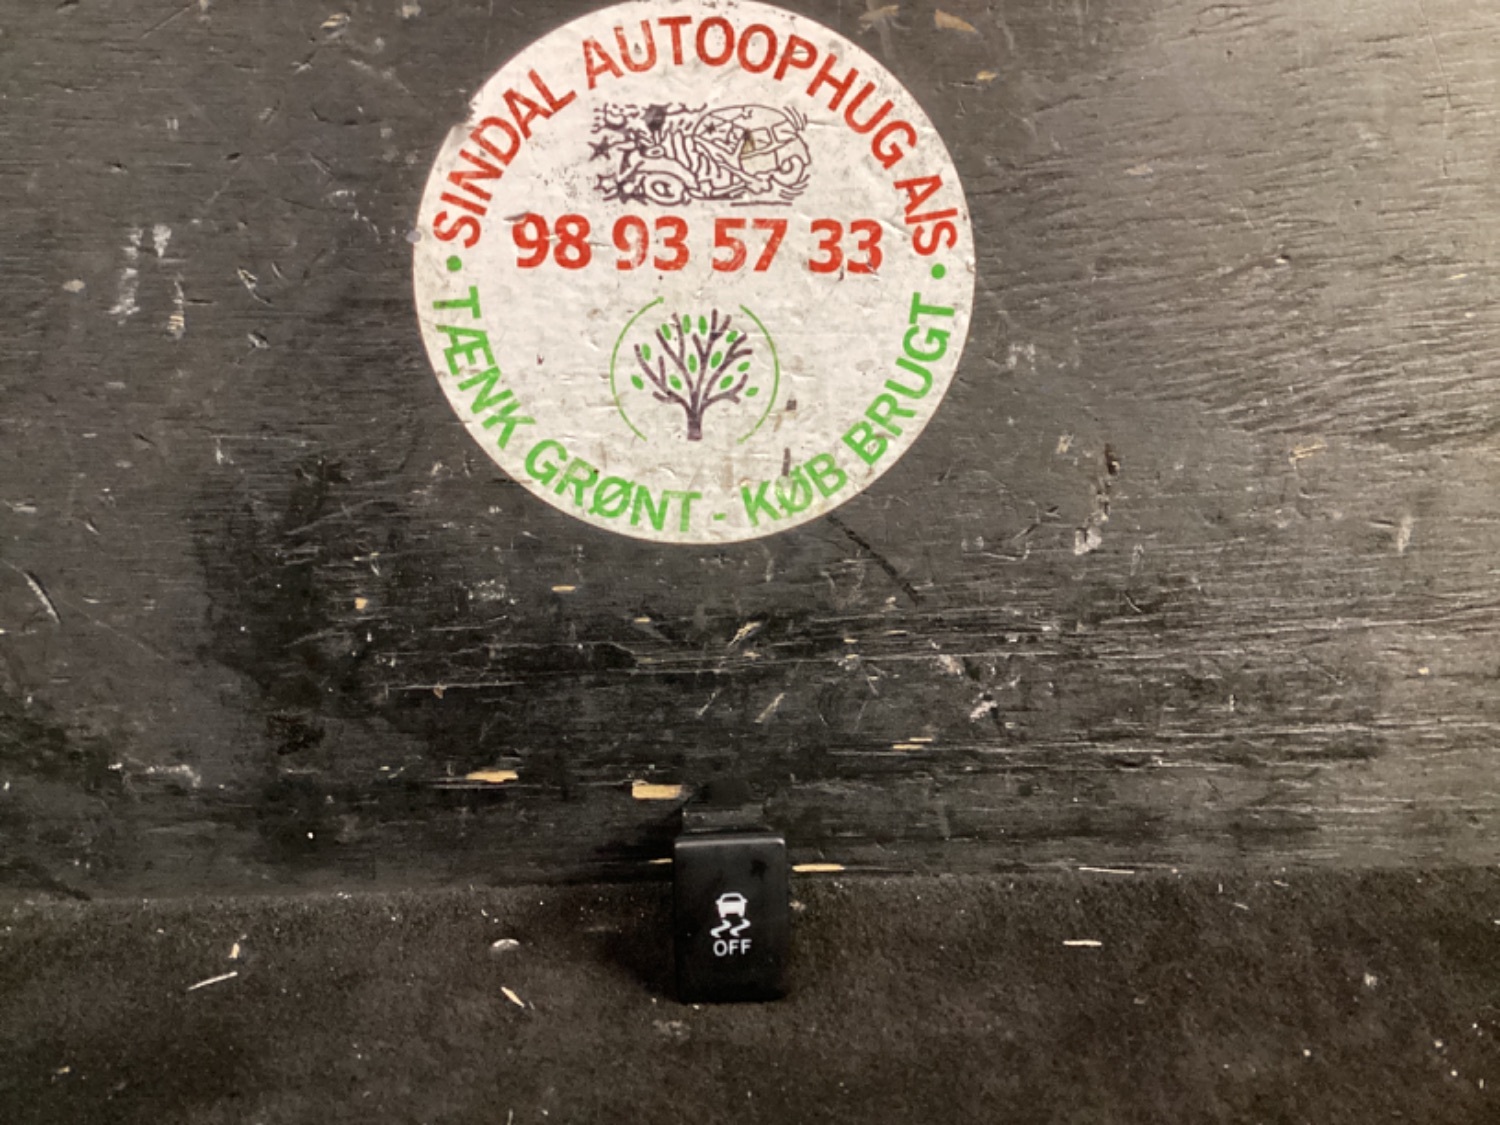 SINDAL AUTOOPHUG A/S
98 93 57 33
TÆNK GRØNT - KØB BRUGT
OFF